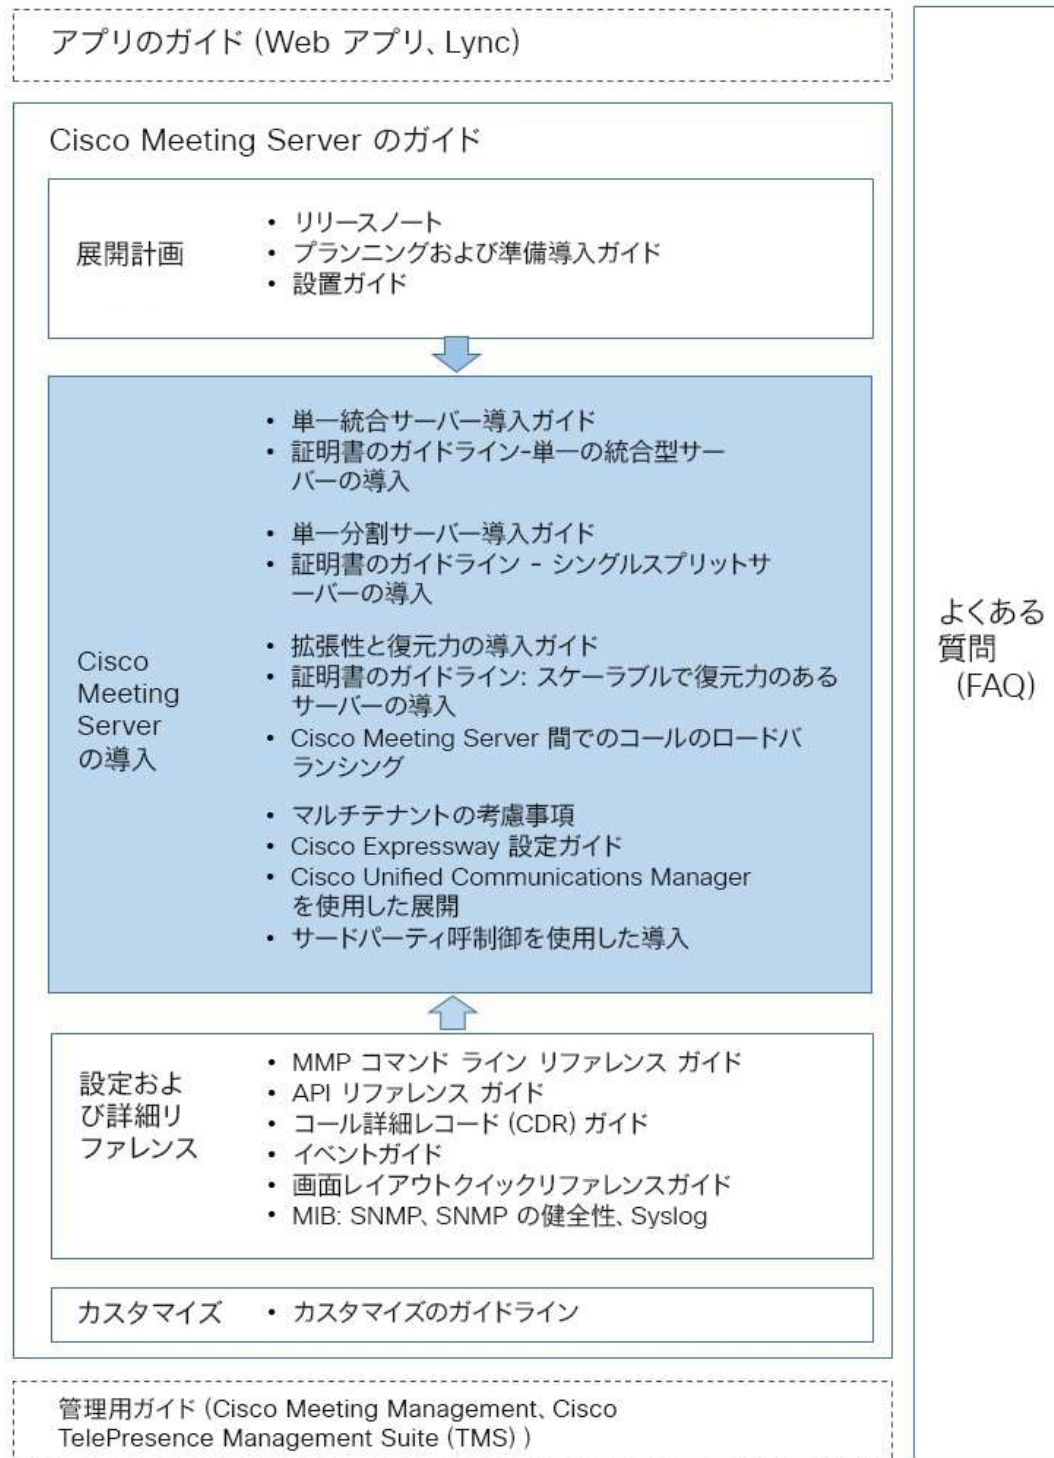 アプリのガイド (Web アプリ、Lync)
Cisco Meeting Server のガイド
展開計画
• リリースノート
• プランニングおよび準備導入ガイド
• 設置ガイド
Cisco
Meeting
Server
の導入
• 単一統合サーバー導入ガイド
• 証明書のガイドライン-単一の統合型サー
バーの導入
• 単一分割サーバー導入ガイド
• 証明書のガイドライン - シングルスプリットサ
ーバーの導入
• 拡張性と復元力の導入ガイド
• 証明書のガイドライン: スケーラブルで復元力のある
サーバーの導入
• Cisco Meeting Server 間でのコールのロードバ
ランシング
• マルチテナントの考慮事項
• Cisco Expressway 設定ガイド
• Cisco Unified Communications Manager
を使用した展開
• サードパーティ呼制御を使用した導入
設定およ
び詳細リ
ファレンス
• MMP コマンド ライン リファレンス ガイド
• API リファレンス ガイド
• コール詳細レコード (CDR) ガイド
• イベントガイド
• 画面レイアウトクイックリファレンスガイド
• MIB: SNMP、SNMP の健全性、Syslog
カスタマイズ
• カスタマイズのガイドライン
管理用ガイド (Cisco Meeting Management、Cisco
TelePresence Management Suite (TMS) )
よくある
質問
(FAQ)